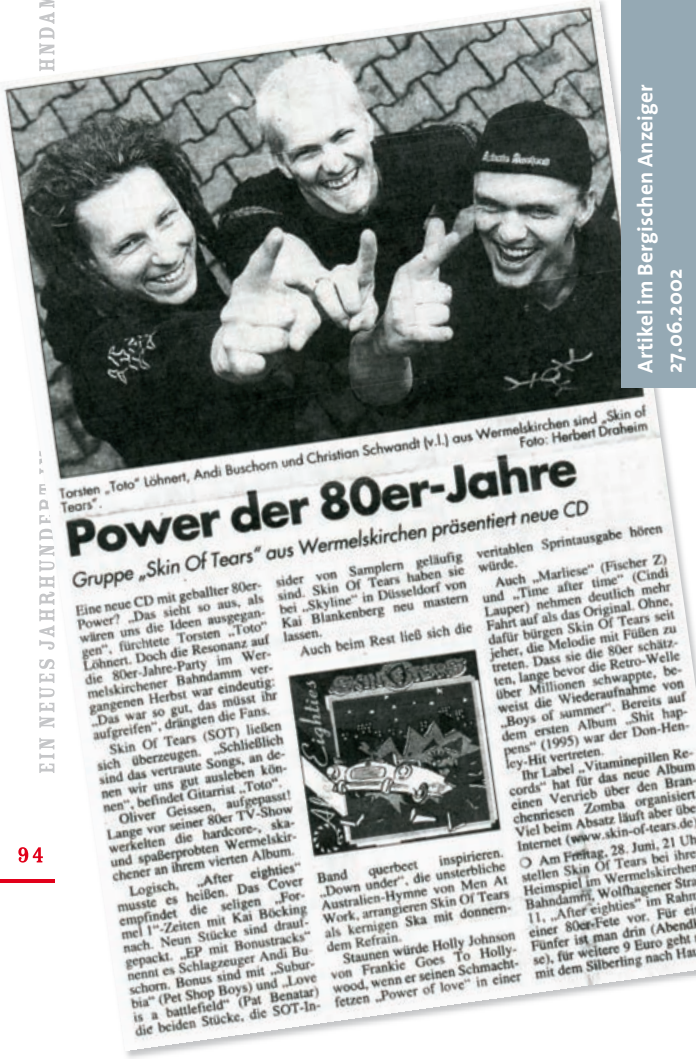 HNDAM
EIN NEUES JAHRHUNDERT
94
Artikel im Bergischen Anzeiger
27.06.2002
Torsten „Toto" Löhnert, Andi Buschorn und Christian Schwandt (v.l.) aus Wermelskirchen sind „Skin of
Tears".
Foto: Herbert Draheim
Power der 80er-Jahre
Gruppe „Skin Of Tears" aus Wermelskirchen präsentiert neue CD
Eine neue CD mit geballter 80er-
Power? „Das sieht so aus, als
wären uns die Ideen ausgegan-
gen", fürchtete Torsten „Toto"
Löhnert. Doch die Resonanz auf
die 80er-Jahre-Party im Wer-
melskirchener Bahndamm ver-
gangenen Herbst war eindeutig:
„Das war so gut, das müsst ihr
aufgreifen", drängten die Fans.
Skin Of Tears (SOT) ließen
sich überzeugen. „Schließlich
sind das vertraute Songs, an de-
nen wir uns gut ausleben kön-
nen", befindet Gitarrist „Toto".
Oliver Geissen, aufgepasst!
Lange vor seiner 80er TV-Show
werkelten die hardcore-, ska-
und spaßerprobten Wermelskir-
chener an ihrem vierten Album.
Logisch, „After eighties"
musste es heißen. Das Cover
empfindet die seligen „For-
mel 1"-Zeiten mit Kai Böcking
nach. Neun Stücke sind drauf-
gepackt. „EP mit Bonustracks"
nennt es Schlagzeuger Andi Bu-
schorn. Bonus sind mit „Subur-
bia" (Pet Shop Boys) und „Love
is a battlefield" (Pat Benatar)
die beiden Stücke, die SOT-In-
sider von Samplern geläufig
sind. Skin Of Tears haben sie
bei „Skyline" in Düsseldorf von
Kai Blankenberg neu mastern
lassen.
Auch beim Rest ließ sich die
Eighties
Band querbeet inspirieren.
„Down under", die unsterbliche
Australien-Hymne von Men At
Work, arrangieren Skin Of Tears
als kernigen Ska mit donnern-
dem Refrain.
Staunen würde Holly Johnson
von Frankie Goes To Holly-
wood, wenn er seinen Schmacht-
fetzen „Power of love" in einer
veritablen Sprintausgabe hören
würde.
Auch „Marliese" (Fischer Z)
und „Time after time" (Cindi
Lauper) nehmen deutlich mehr
Fahrt auf als das Original. Ohne,
dafür bürgen Skin Of Tears seit
jeher, die Melodie mit Füßen zu
treten. Dass sie die 80er schätz-
ten, lange bevor die Retro-Welle
über Millionen schwappte, be-
weist die Wiederaufnahme von
„Boys of summer". Bereits auf
dem ersten Album „Shit hap-
pens" (1995) war der Don-Hen-
ley-Hit vertreten.
Ihr Label „Vitaminepillen Re-
cords" hat für das neue Album
einen Vertrieb über den Bran
chenriesen Zomba organisiert
Viel beim Absatz läuft aber übe
Internet (www.skin-of-tears.de)
❍ Am Freitag, 28. Juni, 21 Uh
stellen Skin Of Tears bei ihre
Heimspiel im Wermelskirchen
Bahndamm, Wolfhagener Stra
11, „After eighties" im Rahm
einer 80er-Fete vor. Für ein
Fünfer ist man drin (Abend
se), für weitere 9 Euro geht
mit dem Silberling nach Hau